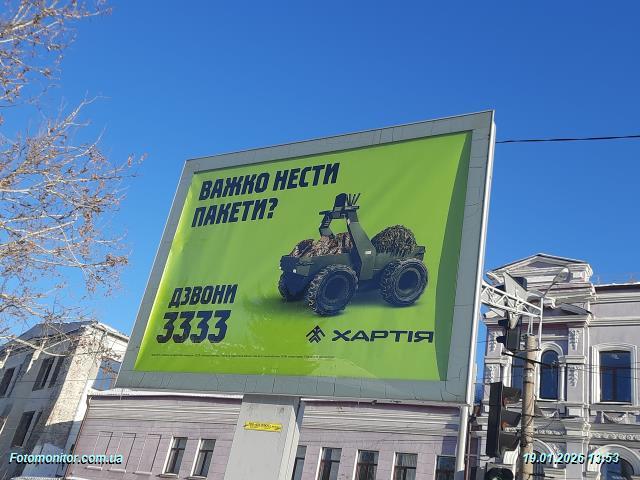 ВАЖКО НЕСТИ
ПАКЕТИ?
ДЗВОНИ
3333
ХАРТІЯ
Fotomonitor.com.ua
19.01.2026 13:53